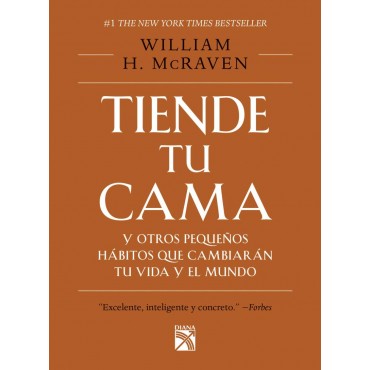 #1 THE NEW YORK TIMES BESTSELLER
WILLIAM
H. McRAVEN
TIENDE
TU
CAMA
Y OTROS PEQUEÑOS
HÁBITOS QUE CAMBIARÁN
TU VIDA Y EL MUNDO
"Excelente, inteligente y concreto." —Forbes
DIANA